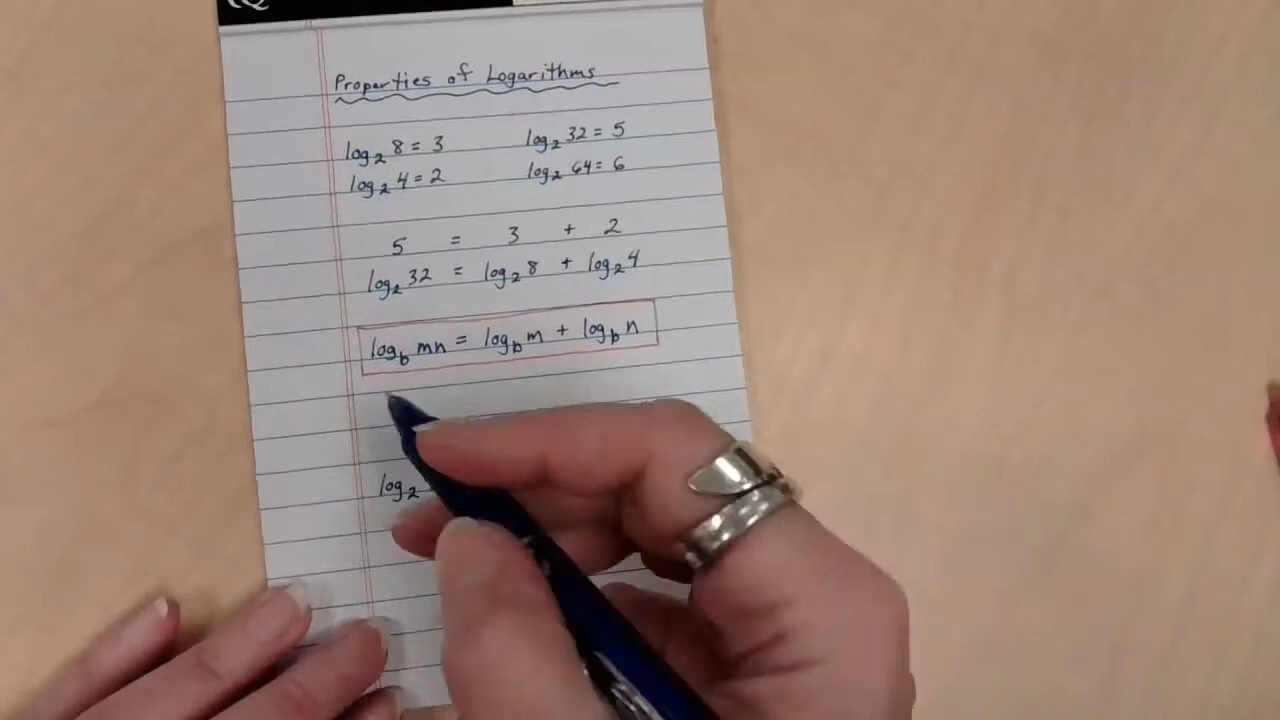 Properties of Logarithms
log₂ 8 = 3 log₂ 32 = 5
log₂ 4 = 2 log₂ 64 = 6
5 = 3 + 2
log₂ 32 = log₂ 8 + log₂ 4
log_b mn = log_b m + log_b n
log₂